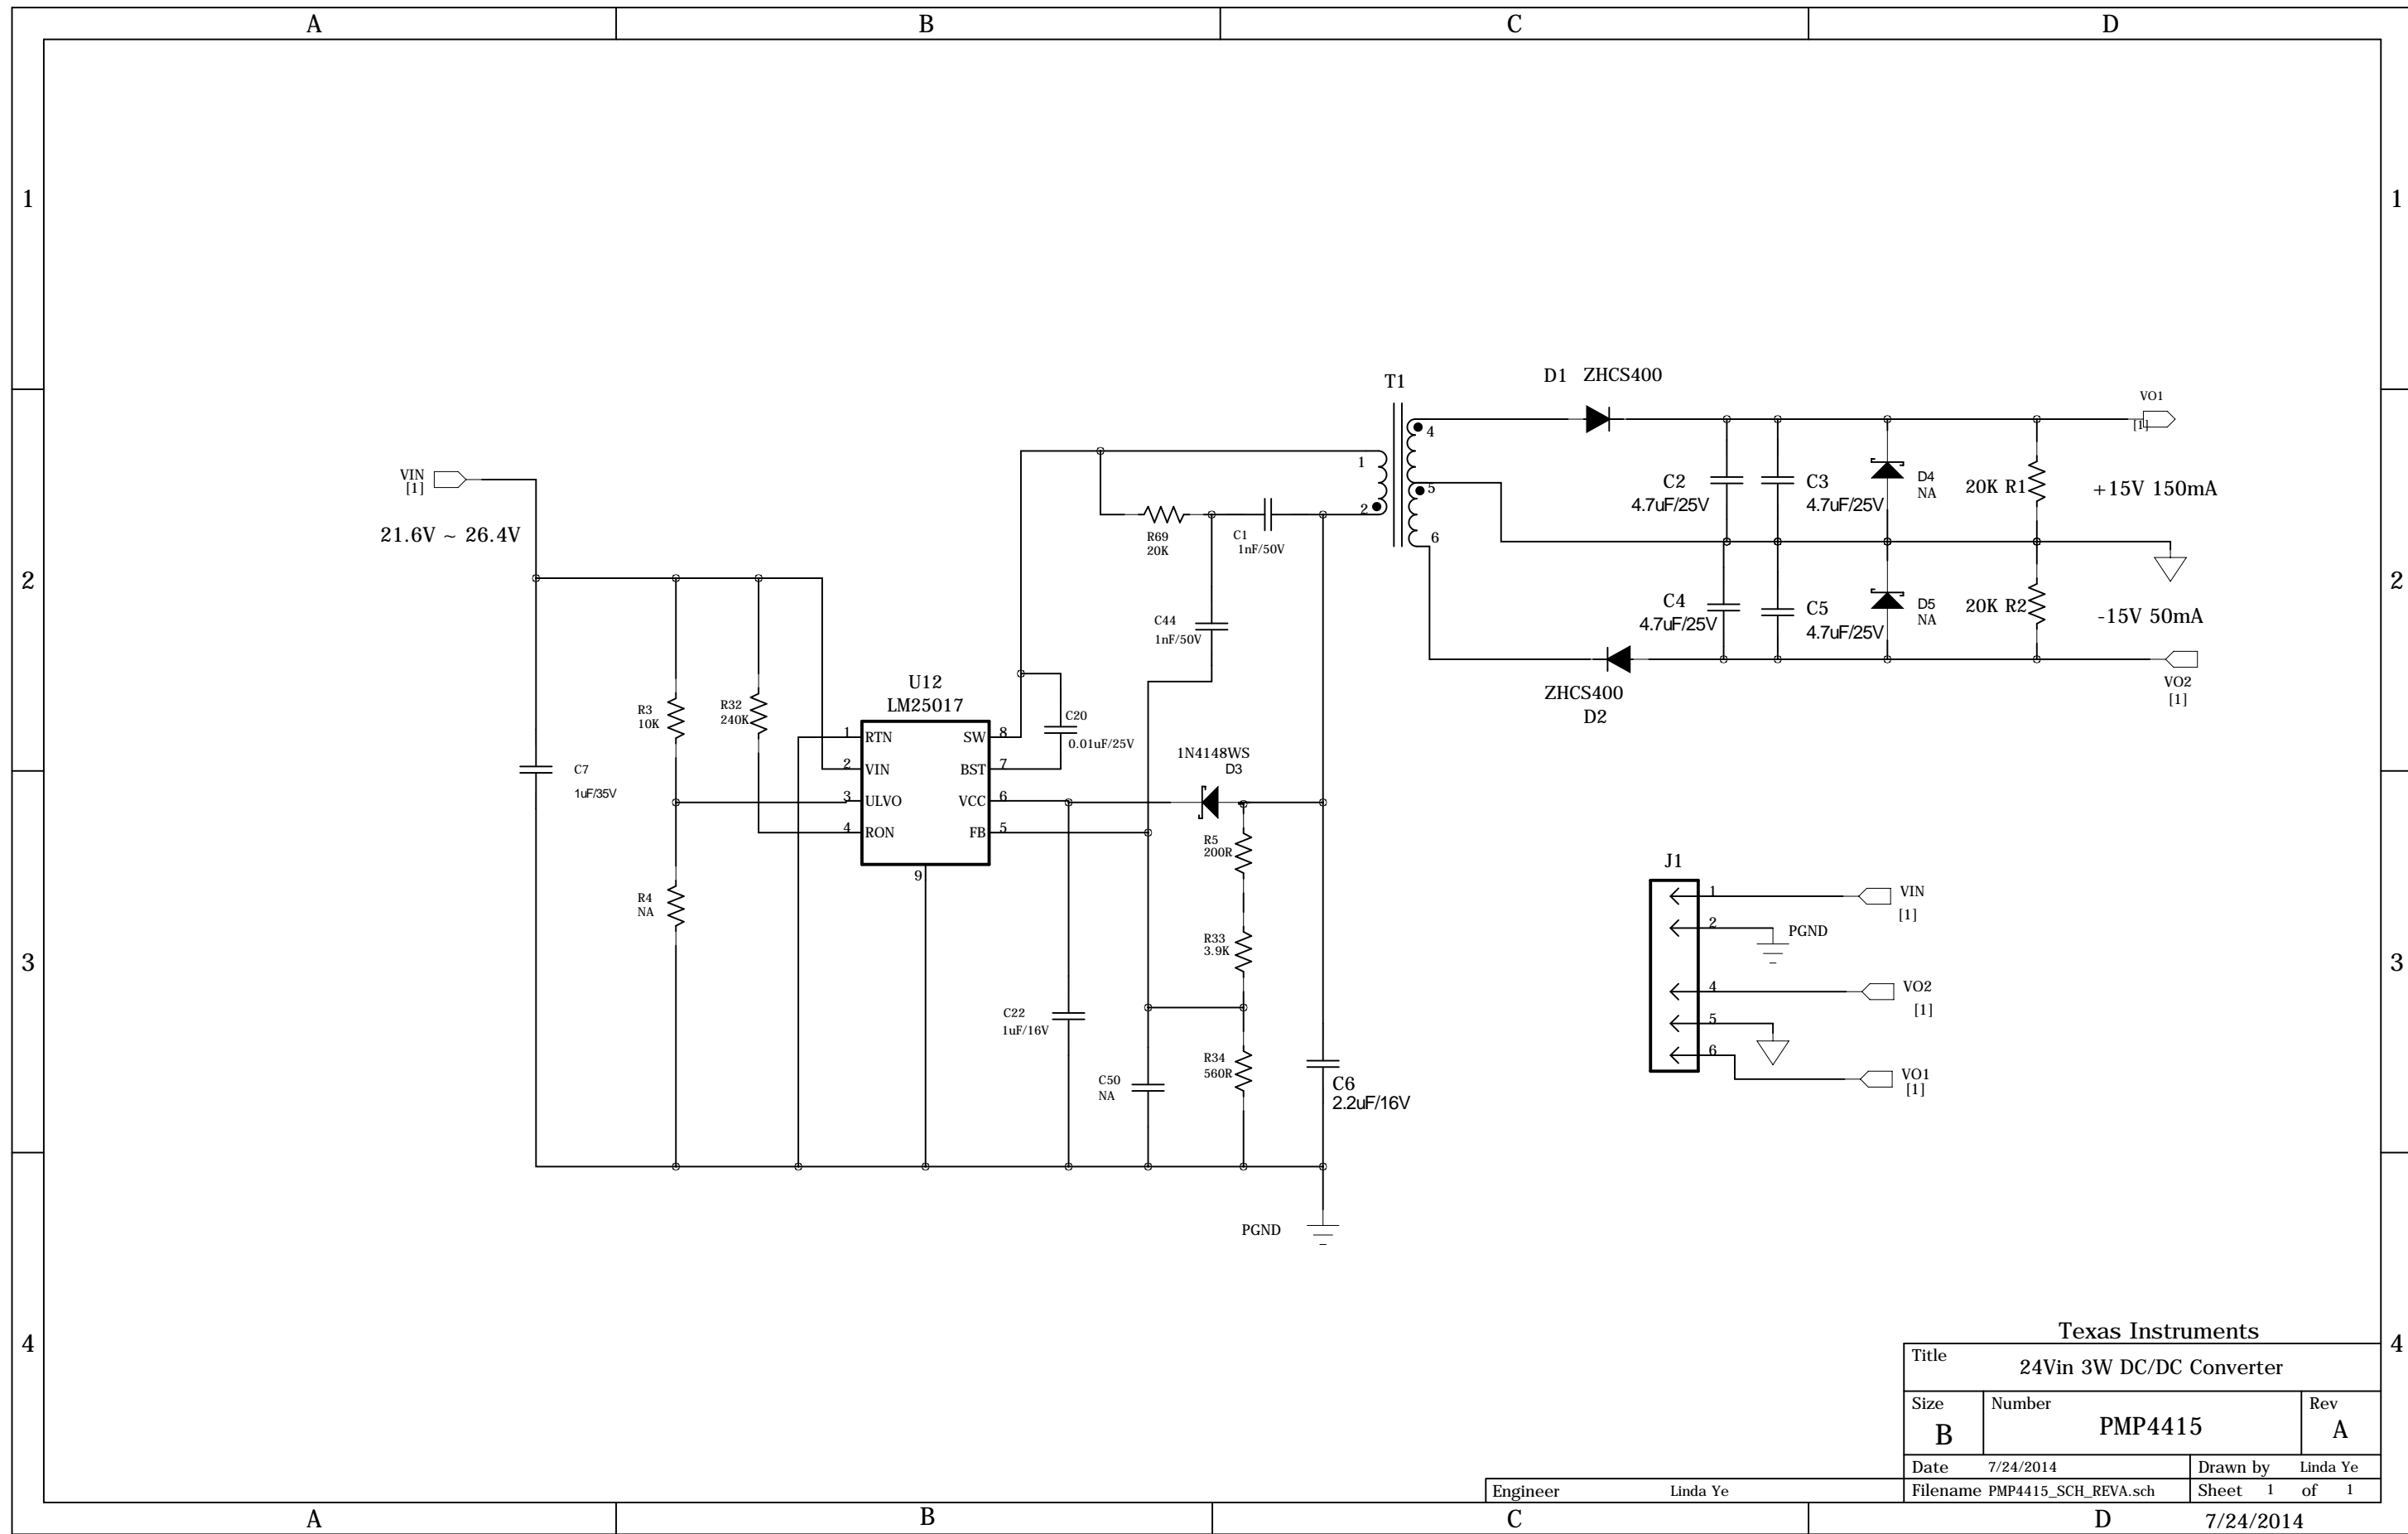 A B C D
1 1
T1
D1 ZHCS400
VO1
[1]
4
1
VIN
[1]
C2
4.7uF/25V
C3
4.7uF/25V
D4
NA
20K R1
+15V 150mA
5
2
21.6V ~ 26.4V
R69
20K
C1
1nF/50V
6
2 2
C4
4.7uF/25V
C5
4.7uF/25V
D5
NA
20K R2
-15V 50mA
C44
1nF/50V
VO2
[1]
ZHCS400
D2
U12
LM25017
R3
10K
R32
240K
C20
0.01uF/25V
1 RTN SW 8
2 VIN BST 7
3 ULVO VCC 6
4 RON FB 5
9
1N4148WS
D3
C7
1uF/35V
R5
200R
J1
1 VIN
[1]
2 PGND
4 VO2
[1]
5
6 VO1
[1]
R4
NA
R33
3.9K
3 3
C22
1uF/16V
C50
NA
R34
560R
C6
2.2uF/16V
PGND
4 4
Texas Instruments
Title
24Vin 3W DC/DC Converter
Size Number Rev
B PMP4415 A
Date 7/24/2014 Drawn by Linda Ye
Engineer Linda Ye Filename PMP4415_SCH_REVA.sch Sheet 1 of 1
A B C D 7/24/2014